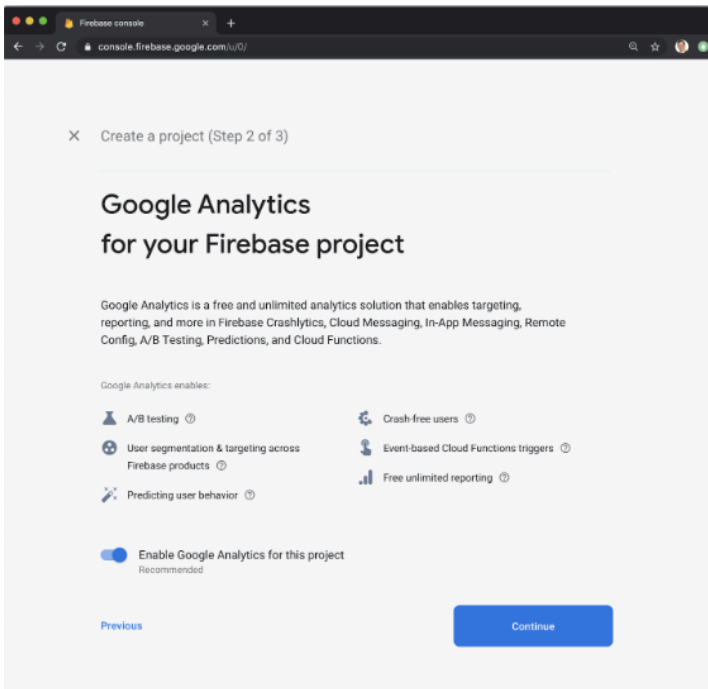 Firebase console
console.firebase.google.com/u/0/
Create a project (Step 2 of 3)
Google Analytics
for your Firebase project
Google Analytics is a free and unlimited analytics solution that enables targeting,
reporting, and more in Firebase Crashlytics, Cloud Messaging, In-App Messaging, Remote
Config, A/B Testing, Predictions, and Cloud Functions.
Google Analytics enables:
A/B testing
User segmentation & targeting across
Firebase products
Predicting user behavior
Crash-free users
Event-based Cloud Functions triggers
Free unlimited reporting
Enable Google Analytics for this project
Recommended
Previous
Continue